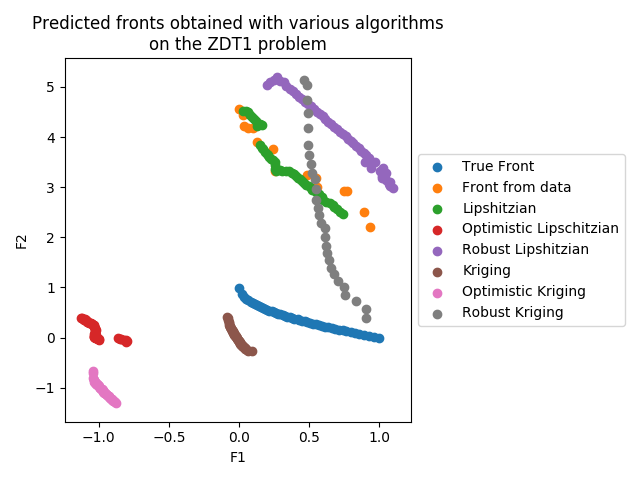 Predicted fronts obtained with various algorithms
on the ZDT1 problem
F2
5
4
3
2
1
0
−1
−1.0
−0.5
0.0
0.5
1.0
F1
True Front
Front from data
Lipshitzian
Optimistic Lipschitzian
Robust Lipshitzian
Kriging
Optimistic Kriging
Robust Kriging